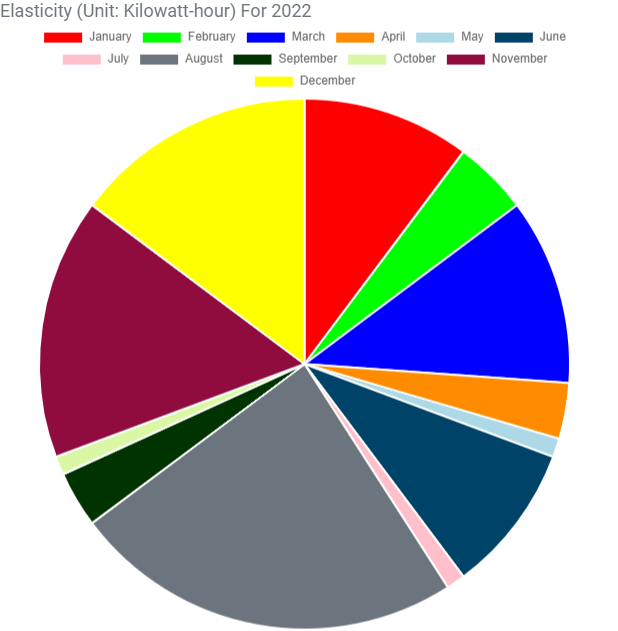 Elasticity (Unit: Kilowatt-hour) For 2022
January February March April May June
July August September October November
December